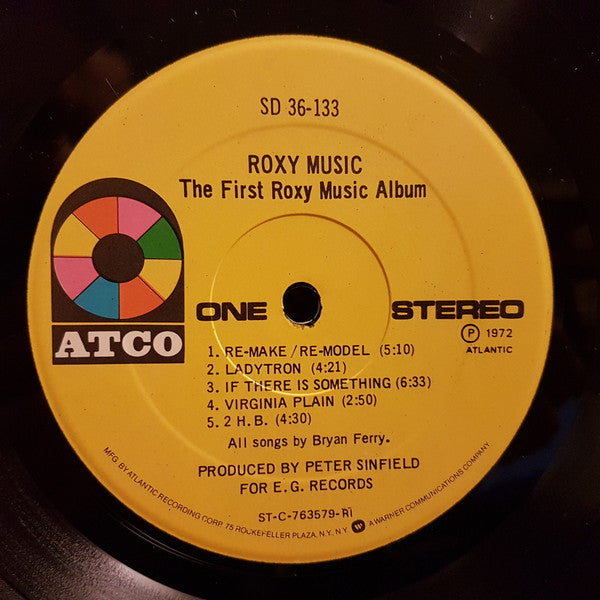 SD 36-133
ROXY MUSIC
The First Roxy Music Album
ATCO
ONE
STEREO
Ⓟ 1972
ATLANTIC
1. RE-MAKE / RE-MODEL (5:10)
2. LADYTRON (4:21)
3. IF THERE IS SOMETHING (6:33)
4. VIRGINIA PLAIN (2:50)
5. 2 H.B. (4:30)
All songs by Bryan Ferry.
PRODUCED BY PETER SINFIELD
FOR E.G. RECORDS
ST-C-763579-RI
MFG. BY ATLANTIC RECORDING CORP. 75 ROCKEFELLER PLAZA, N.Y. N.Y. A WARNER COMMUNICATIONS COMPANY